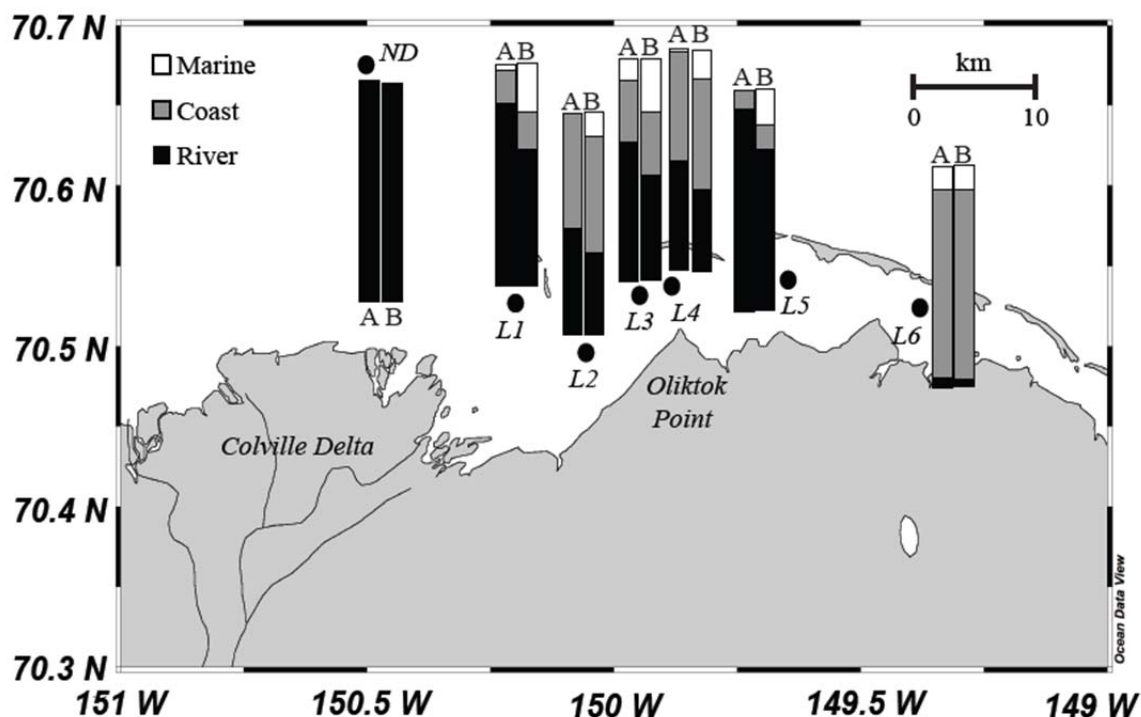 70.7 N
70.6 N
70.5 N
70.4 N
70.3 N
Marine
Coast
River
ND
A B
A B
L1
A B
L2
A B
L3
A B
L4
A B
L5
A B
L6
km
0 10
Colville Delta
Oliktok
Point
151 W 150.5 W 150 W 149.5 W 149 W
Ocean Data View